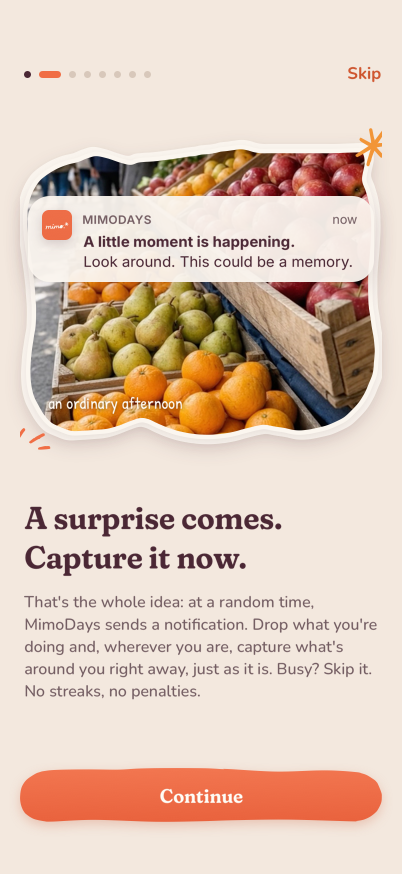 Skip
mimo.
MIMODAYS
now
A little moment is happening.
Look around. This could be a memory.
an ordinary afternoon
A surprise comes.
Capture it now.
That's the whole idea: at a random time,
MimoDays sends a notification. Drop what you're
doing and, wherever you are, capture what's
around you right away, just as it is. Busy? Skip it.
No streaks, no penalties.
Continue